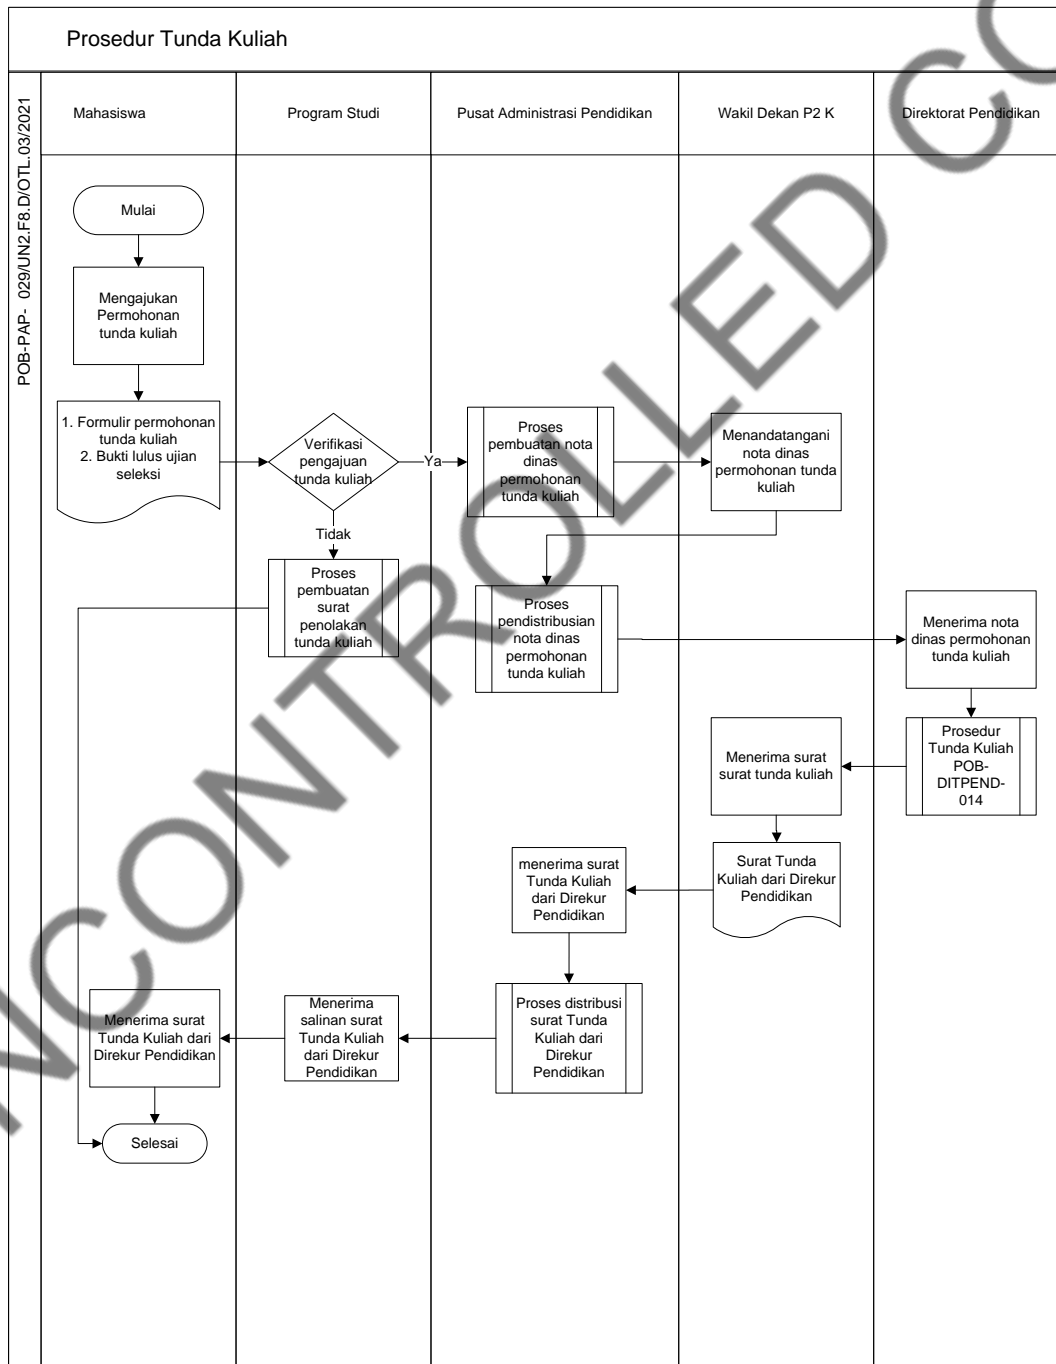 Prosedur Tunda Kuliah
POB-PAP- 029/UN2.F8.D/OTL.03/2021
Mahasiswa
Program Studi
Pusat Administrasi Pendidikan
Wakil Dekan P2 K
Direktorat Pendidikan
Mulai
Mengajukan
Permohonan
tunda kuliah
1. Formulir permohonan
tunda kuliah
2. Bukti lulus ujian
seleksi
Verifikasi
pengajuan
tunda kuliah
Ya
Tidak
Proses
pembuatan nota
dinas
permohonan
tunda kuliah
Menandatangani
nota dinas
permohonan tunda
kuliah
Proses
pembuatan
surat
penolakan
tunda kuliah
Proses
pendistribusian
nota dinas
permohonan
tunda kuliah
Menerima nota
dinas permohonan
tunda kuliah
Prosedur
Tunda Kuliah
POB-
DITPEND-
014
Menerima surat
surat tunda kuliah
Surat Tunda
Kuliah dari Direkur
Pendidikan
menerima surat
Tunda Kuliah
dari Direkur
Pendidikan
Proses distribusi
surat Tunda
Kuliah dari
Direkur
Pendidikan
Menerima
salinan surat
Tunda Kuliah
dari Direkur
Pendidikan
Menerima surat
Tunda Kuliah dari
Direkur Pendidikan
Selesai
NCONTROLLED CO